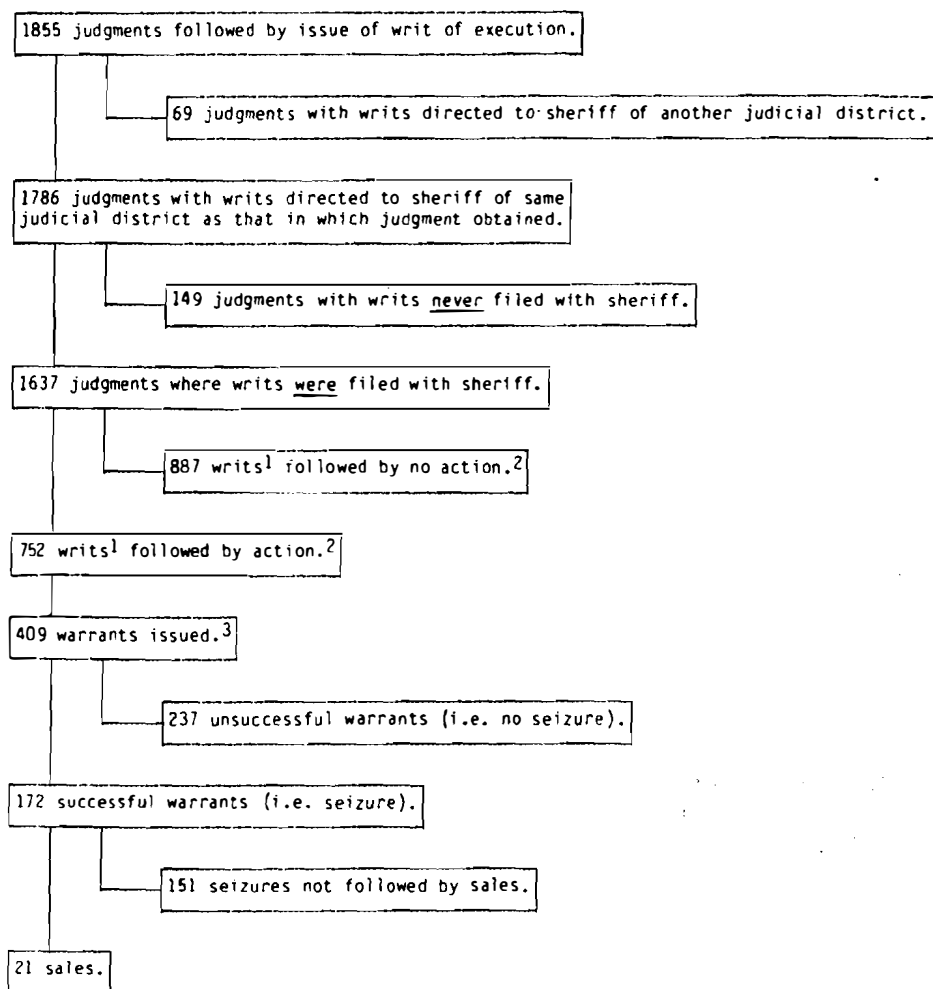 1855 judgments followed by issue of writ of execution.
69 judgments with writs directed to sheriff of another judicial district.
1786 judgments with writs directed to sheriff of same
judicial district as that in which judgment obtained.
149 judgments with writs never filed with sheriff.
1637 judgments where writs were filed with sheriff.
887 writs1 followed by no action.2
752 writs1 followed by action.2
409 warrants issued.3
237 unsuccessful warrants (i.e. no seizure).
172 successful warrants (i.e. seizure).
151 seizures not followed by sales.
21 sales.